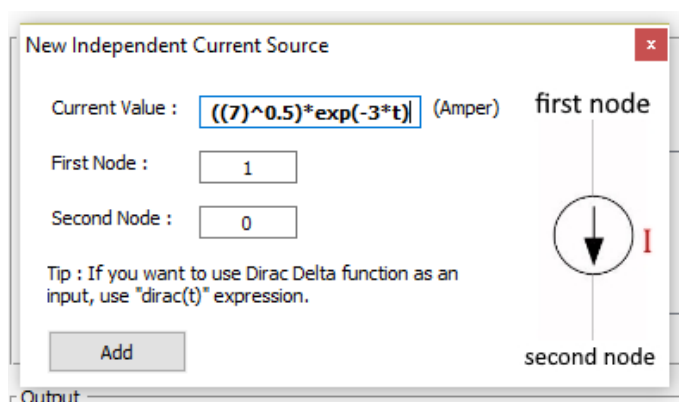 New Independent Current Source
x
Current Value :
((7)^0.5)*exp(-3*t)
(Amper)
first node
First Node :
1
Second Node :
0
I
Tip : If you want to use Dirac Delta function as an
input, use "dirac(t)" expression.
Add
second node
Output